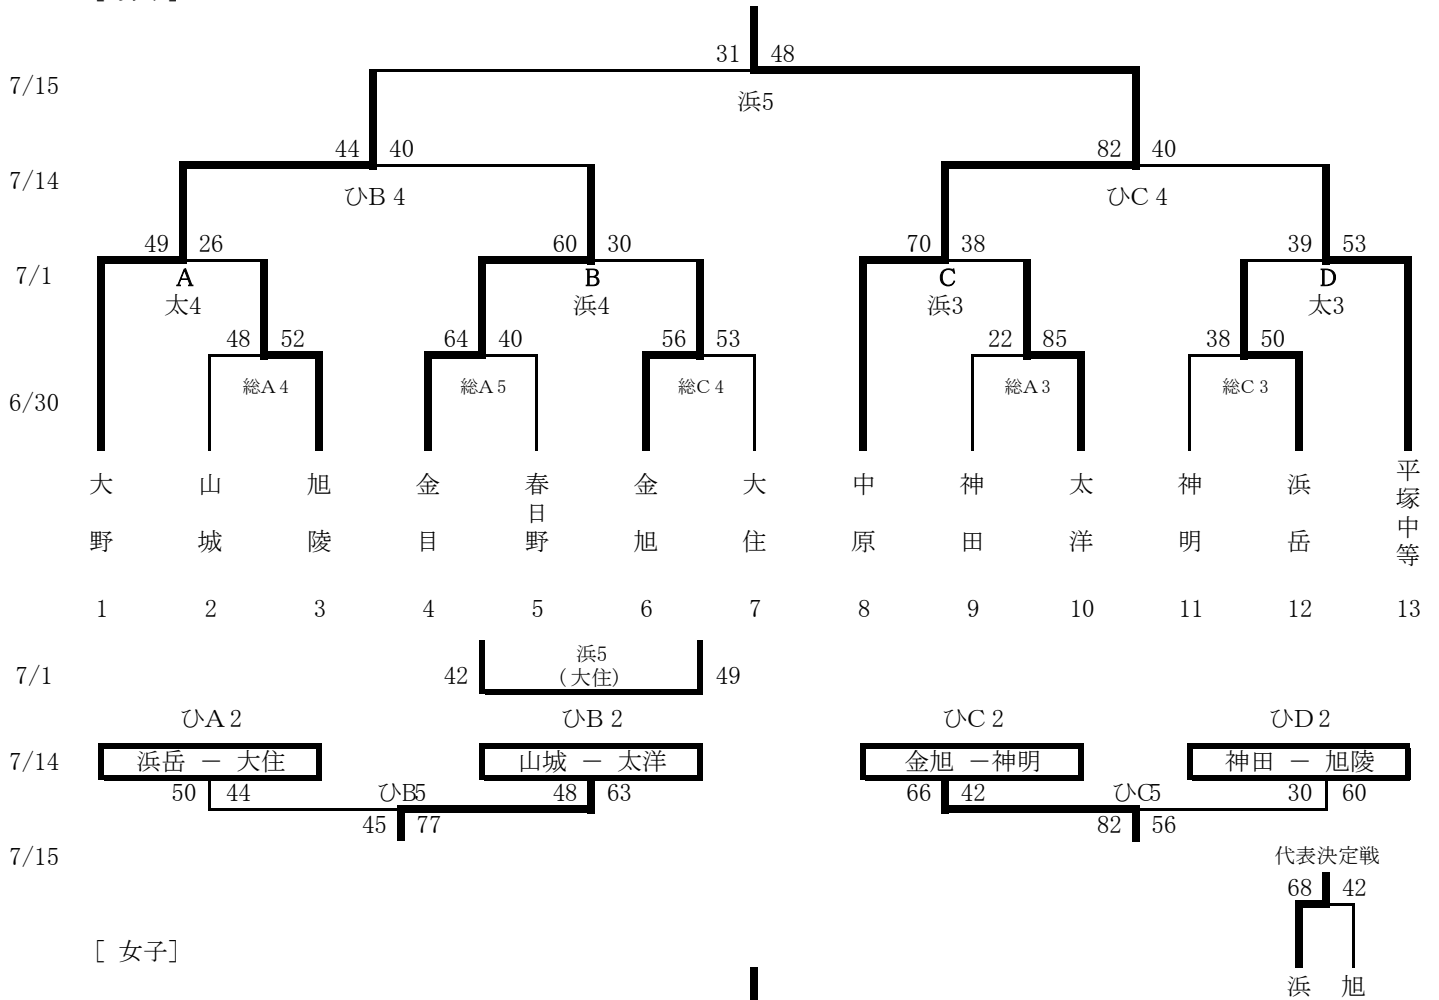 31 48
7/15
浜5
44 40 82 40
7/14
ひB 4 ひC 4
49 26 60 30 70 38 39 53
7/1
A B C D
太4 浜4 浜3 太3
48 52 64 40 56 53 22 85 38 50
総A 4 総A 5 総C 4 総A 3 総C 3
6/30
大野 山城 旭陵 金目 春日野 金旭 大住 中原 神田 太洋 神明 浜岳 平塚中等
1 2 3 4 5 6 7 8 9 10 11 12 13
浜5
7/1 42 (大住) 49
ひA 2 ひB 2 ひC 2 ひD 2
7/14 浜岳 － 大住 山城 － 太洋 金旭 －神明 神田 － 旭陵
50 44 ひB5 48 63 66 42 ひC5 30 60
45 77 82 56
7/15 代表決定戦
68 42
[ 女子]
浜 旭